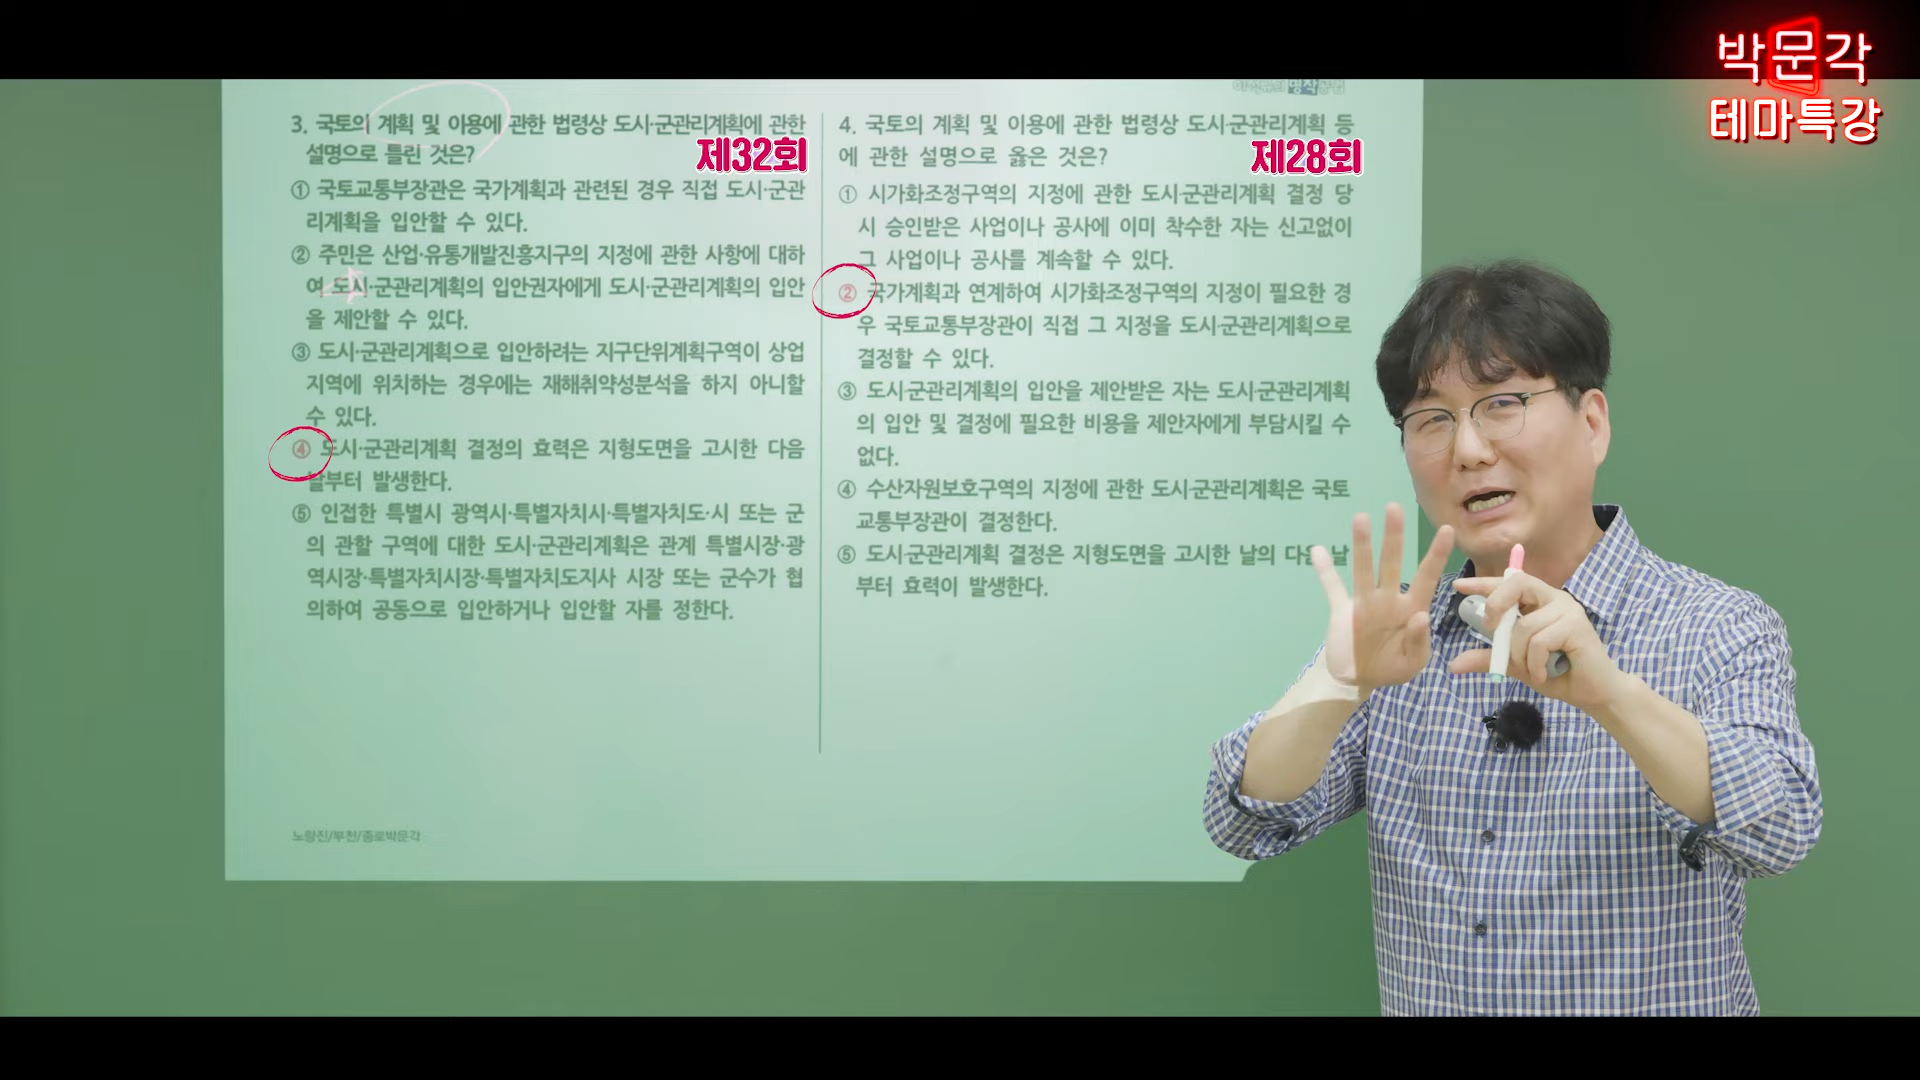 박문각
테마특강
3. 국토의 계획 및 이용에 관한 법령상 도시·군관리계획에 관한
설명으로 틀린 것은?
제32회
① 국토교통부장관은 국가계획과 관련된 경우 직접 도시·군관
리계획을 입안할 수 있다.
② 주민은 산업·유통개발진흥지구의 지정에 관한 사항에 대하
여 도시·군관리계획의 입안권자에게 도시·군관리계획의 입안
을 제안할 수 있다.
③ 도시·군관리계획으로 입안하려는 지구단위계획구역이 상업
지역에 위치하는 경우에는 재해취약성분석을 하지 아니할
수 있다.
④ 도시·군관리계획 결정의 효력은 지형도면을 고시한 다음
날부터 발생한다.
⑤ 인접한 특별시 광역시·특별자치시·특별자치도·시 또는 군
의 관할 구역에 대한 도시·군관리계획은 관계 특별시장·광
역시장·특별자치시장·특별자치도지사 시장 또는 군수가 협
의하여 공동으로 입안하거나 입안할 자를 정한다.
노량진/부천/종로박문각
4. 국토의 계획 및 이용에 관한 법령상 도시·군관리계획 등
에 관한 설명으로 옳은 것은?
제28회
① 시가화조정구역의 지정에 관한 도시·군관리계획 결정 당
시 승인받은 사업이나 공사에 이미 착수한 자는 신고없이
그 사업이나 공사를 계속할 수 있다.
② 국가계획과 연계하여 시가화조정구역의 지정이 필요한 경
우 국토교통부장관이 직접 그 지정을 도시·군관리계획으로
결정할 수 있다.
③ 도시·군관리계획의 입안을 제안받은 자는 도시·군관리계획
의 입안 및 결정에 필요한 비용을 제안자에게 부담시킬 수
없다.
④ 수산자원보호구역의 지정에 관한 도시·군관리계획은 국토
교통부장관이 결정한다.
⑤ 도시·군관리계획 결정은 지형도면을 고시한 날의 다음 날
부터 효력이 발생한다.